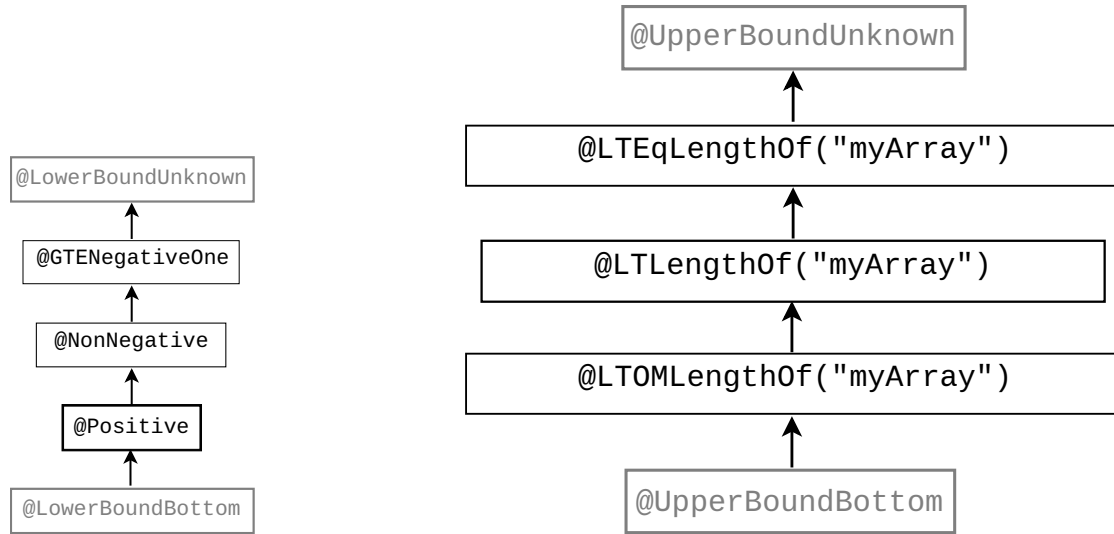 @LowerBoundUnknown
@GTENegativeOne
@NonNegative
@Positive
@LowerBoundBottom
@UpperBoundUnknown
@LTEqLengthOf("myArray")
@LTLengthOf("myArray")
@LTOMLengthOf("myArray")
@UpperBoundBottom